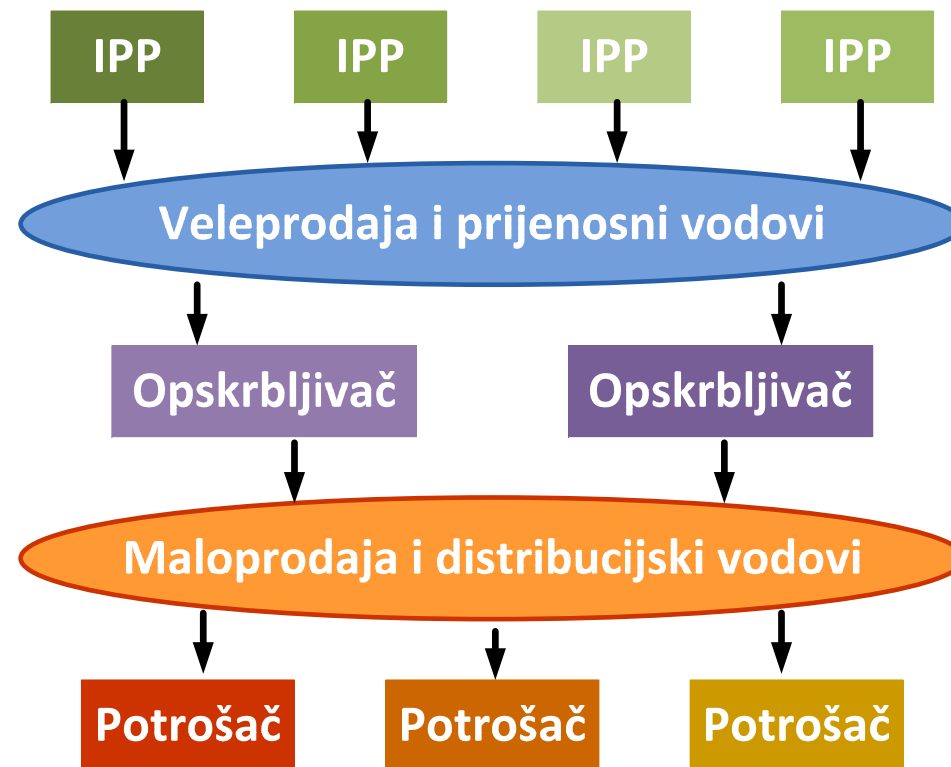 IPP
IPP
IPP
IPP
Veleprodaja i prijenosni vodovi
Opskrbljivač
Opskrbljivač
Maloprodaja i distribucijski vodovi
Potrošač
Potrošač
Potrošač